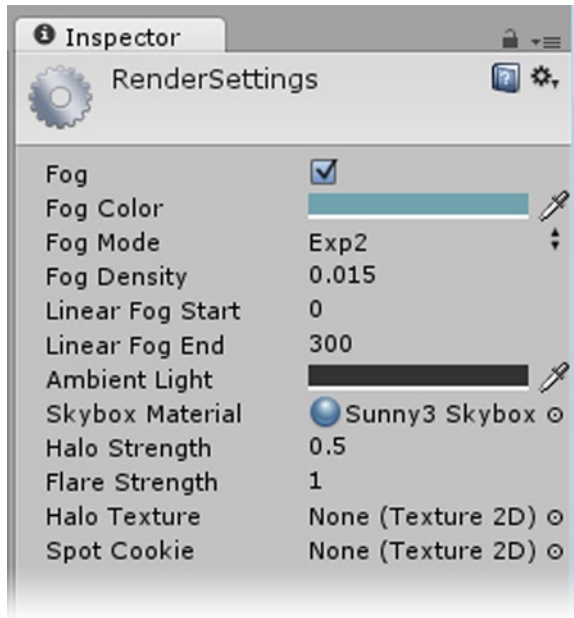 Inspector
RenderSettings
Fog
Fog Color
Fog Mode Exp2
Fog Density 0.015
Linear Fog Start 0
Linear Fog End 300
Ambient Light
Skybox Material Sunny3 Skybox
Halo Strength 0.5
Flare Strength 1
Halo Texture None (Texture 2D)
Spot Cookie None (Texture 2D)